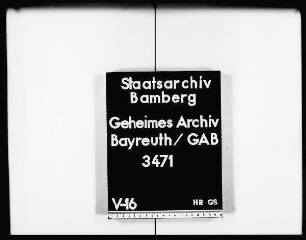 Staatsarchiv
Bamberg
Geheimes Archiv
Bayreuth/GAB
3471
V-16 HR GS